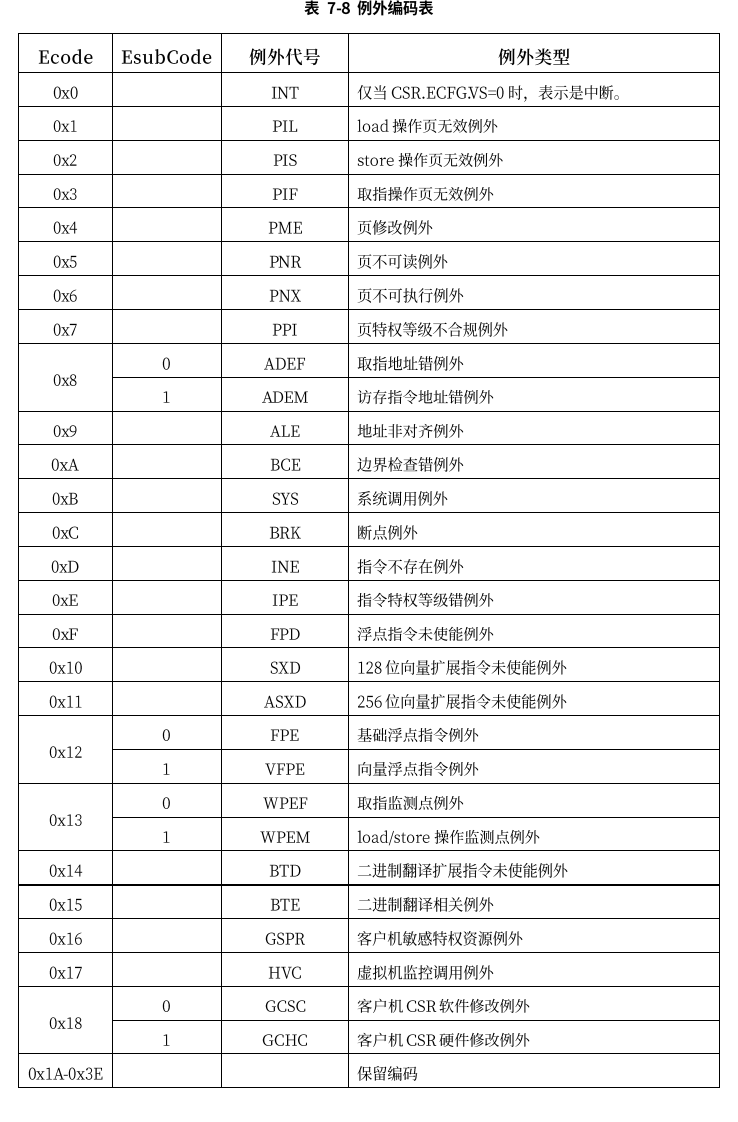 表 7-8 例外编码表
Ecode EsubCode 例外代号 例外类型
0x0 INT 仅当 CSR.ECFG.VS=0 时，表示是中断。
0x1 PIL load 操作页无效例外
0x2 PIS store 操作页无效例外
0x3 PIF 取指操作页无效例外
0x4 PME 页修改例外
0x5 PNR 页不可读例外
0x6 PNX 页不可执行例外
0x7 PPI 页特权等级不合规例外
0x8 0 ADEF 取指地址错例外
1 ADEM 访存指令地址错例外
0x9 ALE 地址非对齐例外
0xA BCE 边界检查错例外
0xB SYS 系统调用例外
0xC BRK 断点例外
0xD INE 指令不存在例外
0xE IPE 指令特权等级错例外
0xF FPD 浮点指令未使能例外
0x10 SXD 128 位向量扩展指令未使能例外
0x11 ASXD 256 位向量扩展指令未使能例外
0x12 0 FPE 基础浮点指令例外
1 VFPE 向量浮点指令例外
0x13 0 WPEF 取指监测点例外
1 WPEM load/store 操作监测点例外
0x14 BTD 二进制翻译扩展指令未使能例外
0x15 BTE 二进制翻译相关例外
0x16 GSPR 客户机敏感特权资源例外
0x17 HVC 虚拟机监控调用例外
0x18 0 GCSC 客户机 CSR 软件修改例外
1 GCHC 客户机 CSR 硬件修改例外
0x1A-0x3E 保留编码